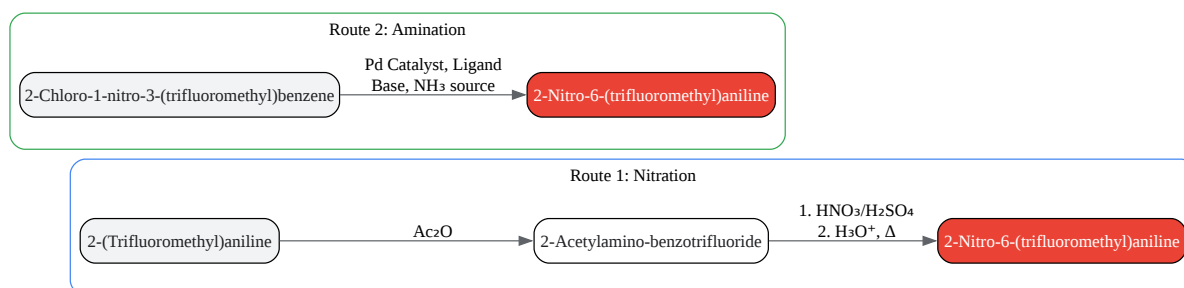 Route 2: Amination
2-Chloro-1-nitro-3-(trifluoromethyl)benzene
Pd Catalyst, Ligand
Base, NH₃ source
2-Nitro-6-(trifluoromethyl)aniline
Route 1: Nitration
2-(Trifluoromethyl)aniline
Ac₂O
2-Acetylamino-benzotrifluoride
1. HNO₃/H₂SO₄
2. H₃O⁺, Δ
2-Nitro-6-(trifluoromethyl)aniline